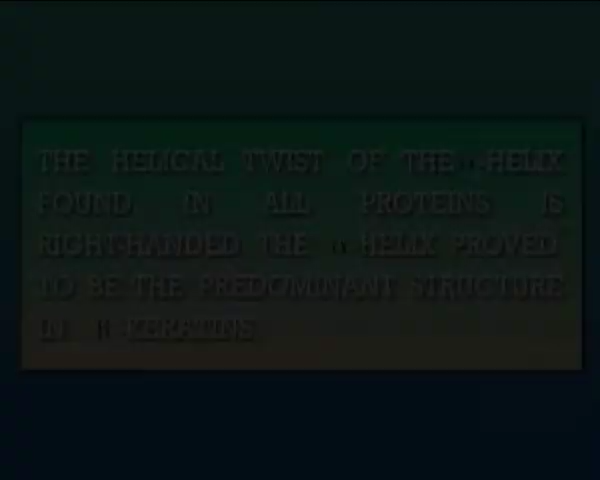 THE HELICAL TWIST OF THE -HELIX
FOUND IN ALL PROTEINS IS
RIGHT-HANDED THE HELIX PROVED
TO BE THE PREDOMINANT STRUCTURE
IN KERATINS